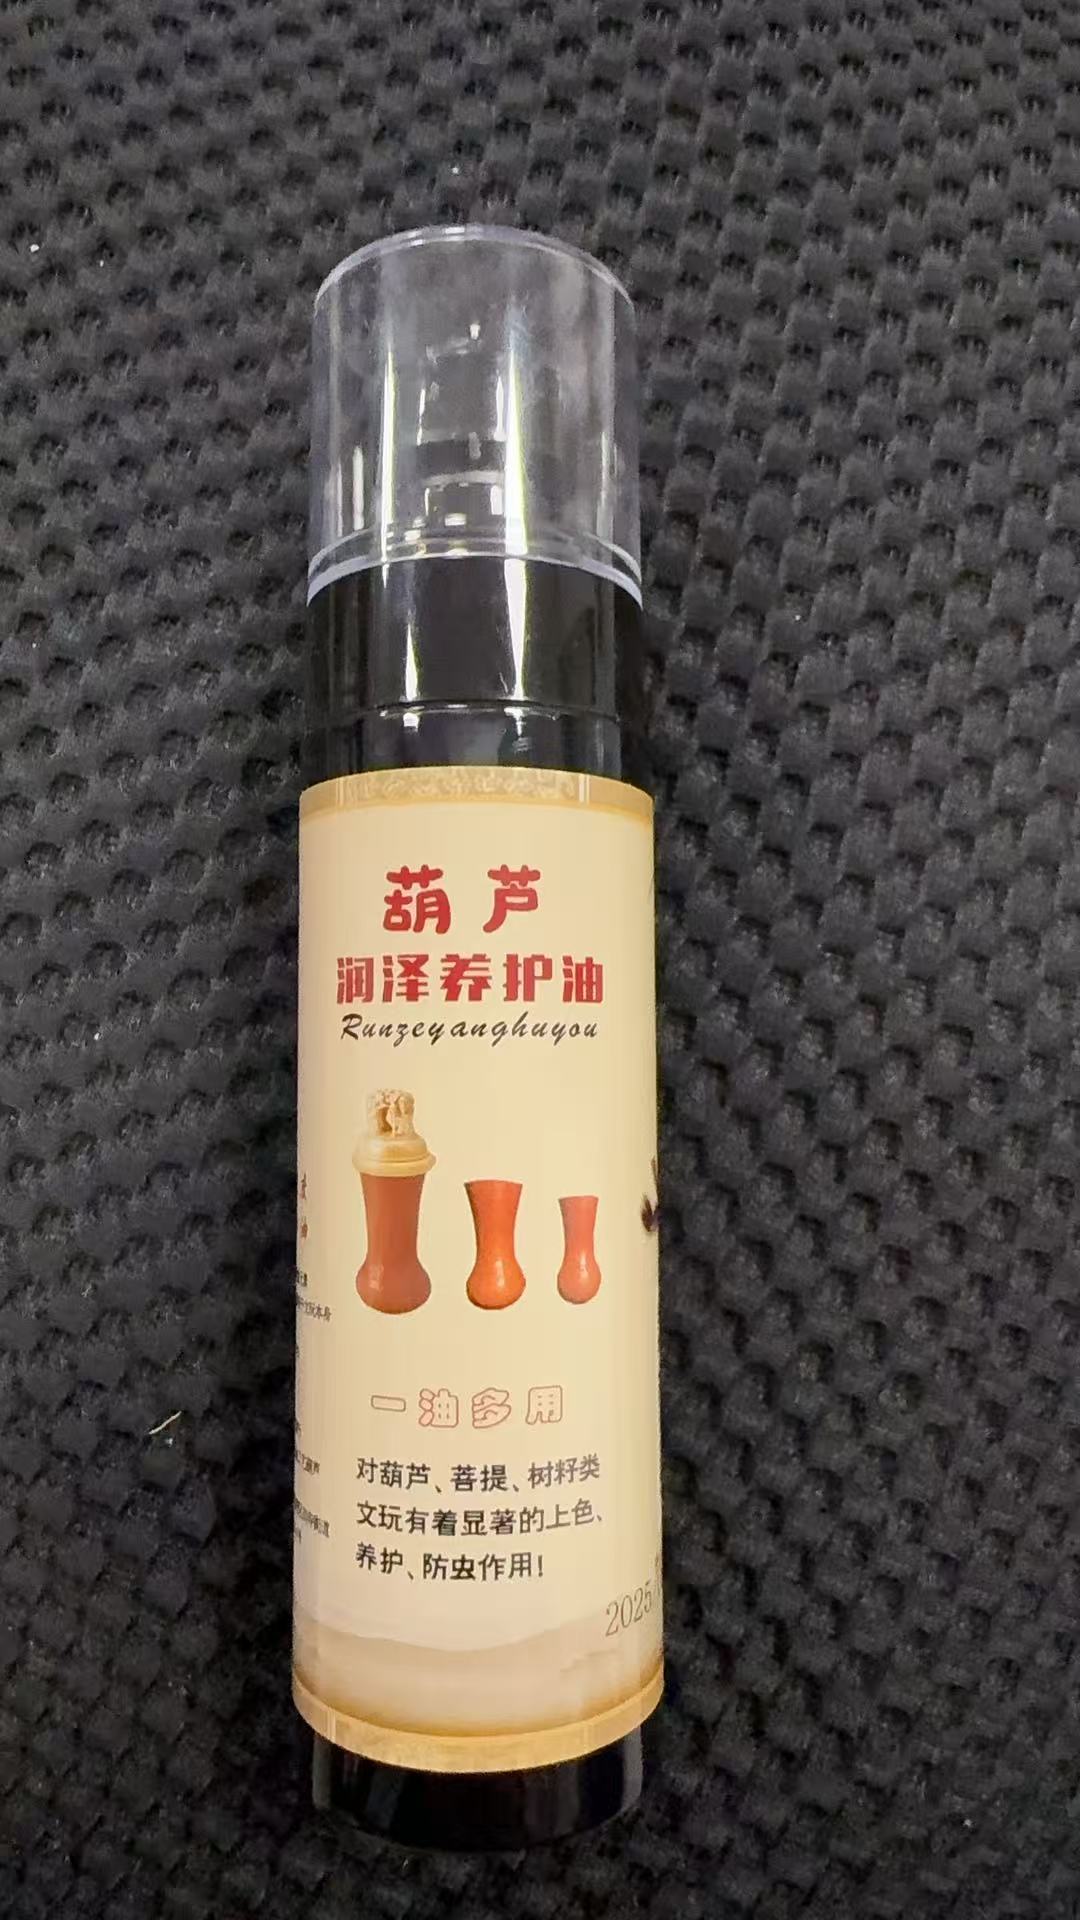 葫芦
润泽养护油
Runzeyanghuyou
一油多用
对葫芦、菩提、树籽类
文玩有着显著的上色、
养护、防虫作用!
2025